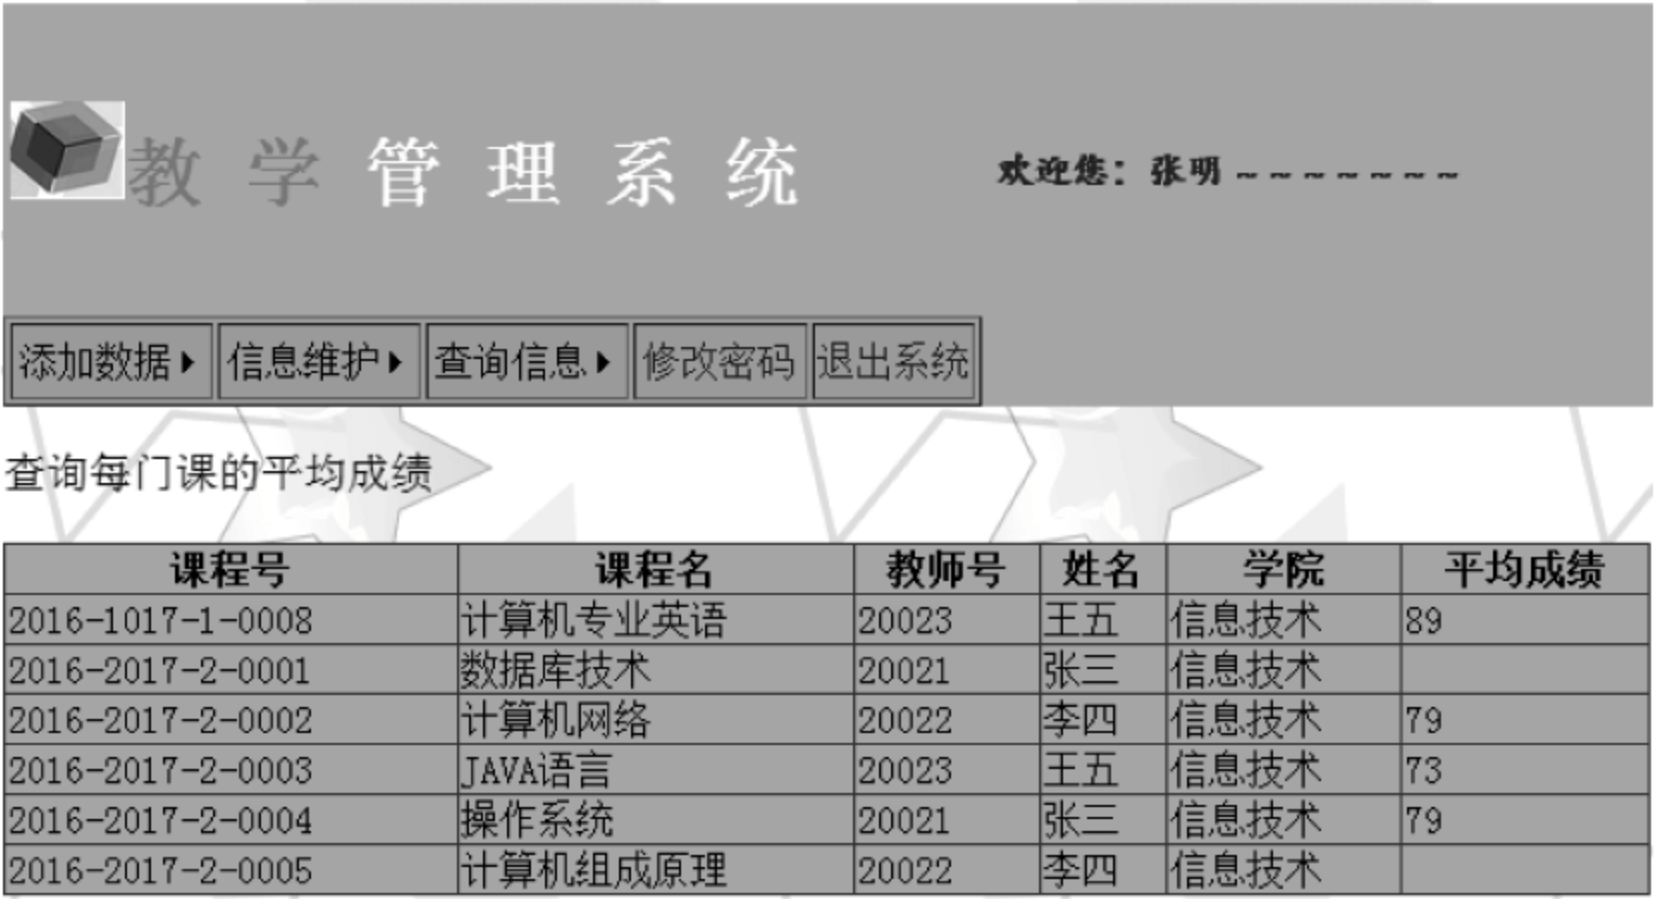 教 学 管 理 系 统
欢迎您：张明～～～～～～～
添加数据▶ 信息维护▶ 查询信息▶ 修改密码 退出系统
查询每门课的平均成绩
课程号 课程名 教师号 姓名 学院 平均成绩
2016-1017-1-0008 计算机专业英语 20023 王五 信息技术 89
2016-2017-2-0001 数据库技术 20021 张三 信息技术
2016-2017-2-0002 计算机网络 20022 李四 信息技术 79
2016-2017-2-0003 JAVA语言 20023 王五 信息技术 73
2016-2017-2-0004 操作系统 20021 张三 信息技术 79
2016-2017-2-0005 计算机组成原理 20022 李四 信息技术